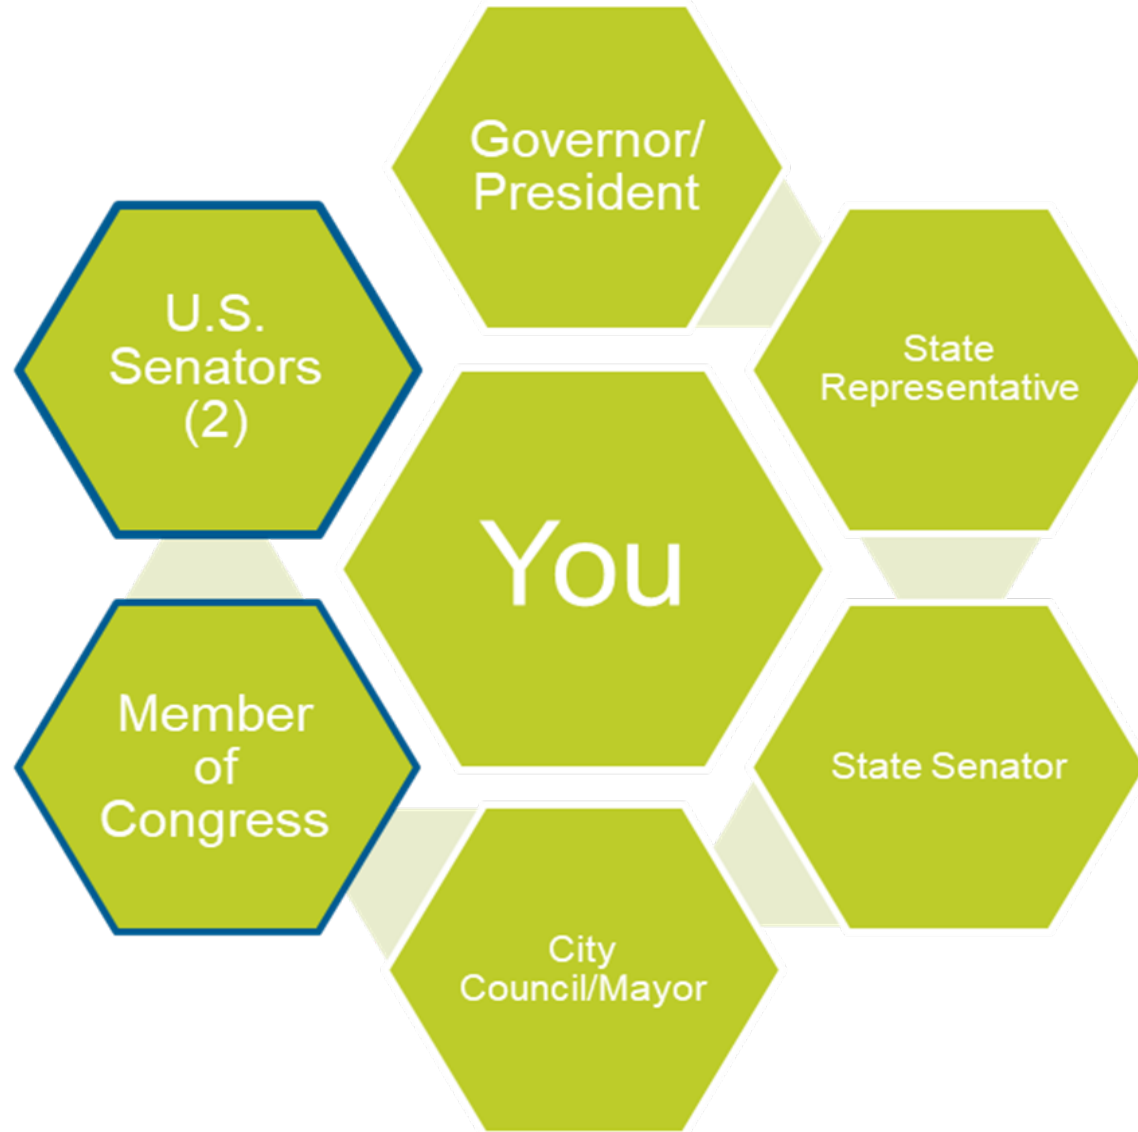 Governor/
President
U.S.
Senators
(2)
State
Representative
You
Member
of
Congress
State Senator
City
Council/Mayor